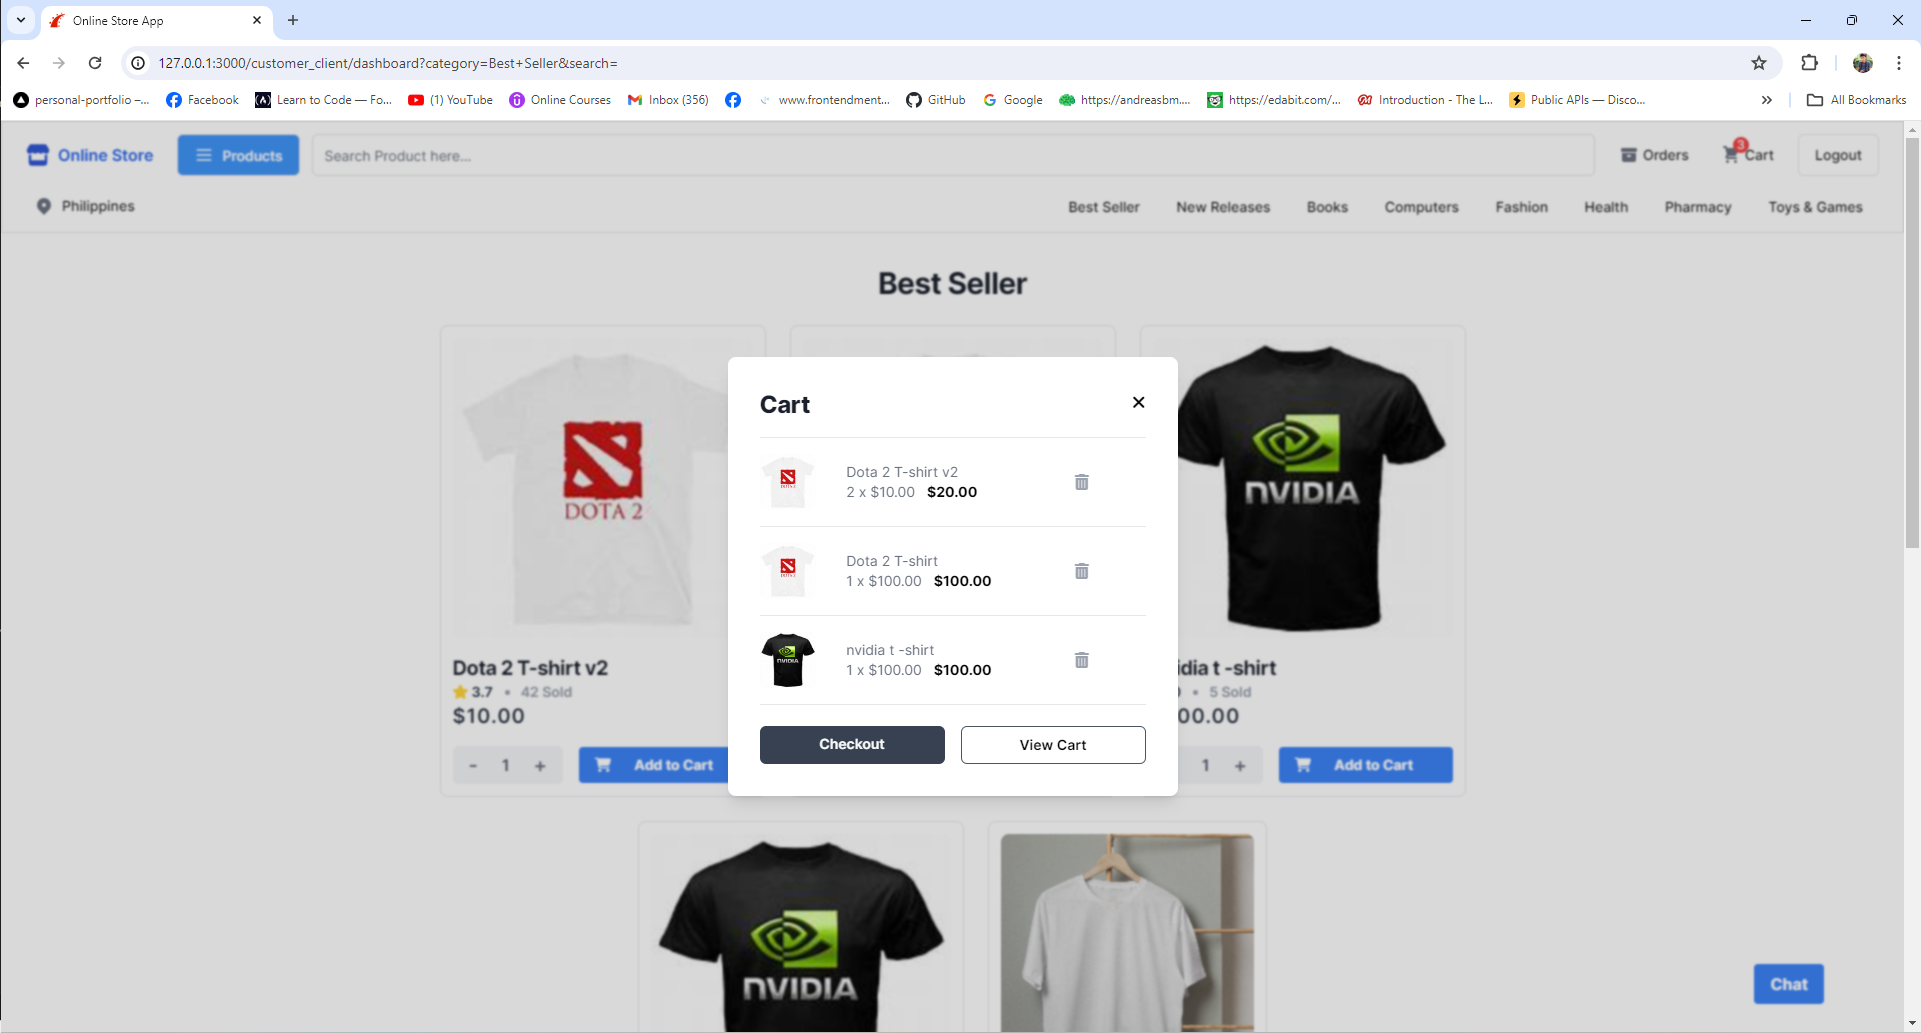 Online Store App
127.0.0.1:3000/customer_client/dashboard?category=Best+Seller&search=
personal-portfolio –...
Facebook
Learn to Code — Fo...
(1) YouTube
Online Courses
Inbox (356)
www.frontendment...
GitHub
Google
https://andreasbm....
https://edabit.com/...
Introduction - The L...
Public APIs — Disco...
All Bookmarks
Online Store
Products
Search Product here...
Orders
3
Cart
Logout
Philippines
Best Seller
New Releases
Books
Computers
Fashion
Health
Pharmacy
Toys & Games
Best Seller
DOTA 2
NVIDIA
Cart
Dota 2 T-shirt v2
2 x $10.00 $20.00
Dota 2 T-shirt
1 x $100.00 $100.00
nvidia t -shirt
1 x $100.00 $100.00
Checkout
View Cart
Dota 2 T-shirt v2
3.7 • 42 Sold
$10.00
- 1 +
Add to Cart
idia t -shirt
• 5 Sold
00.00
1 +
Add to Cart
NVIDIA
Chat